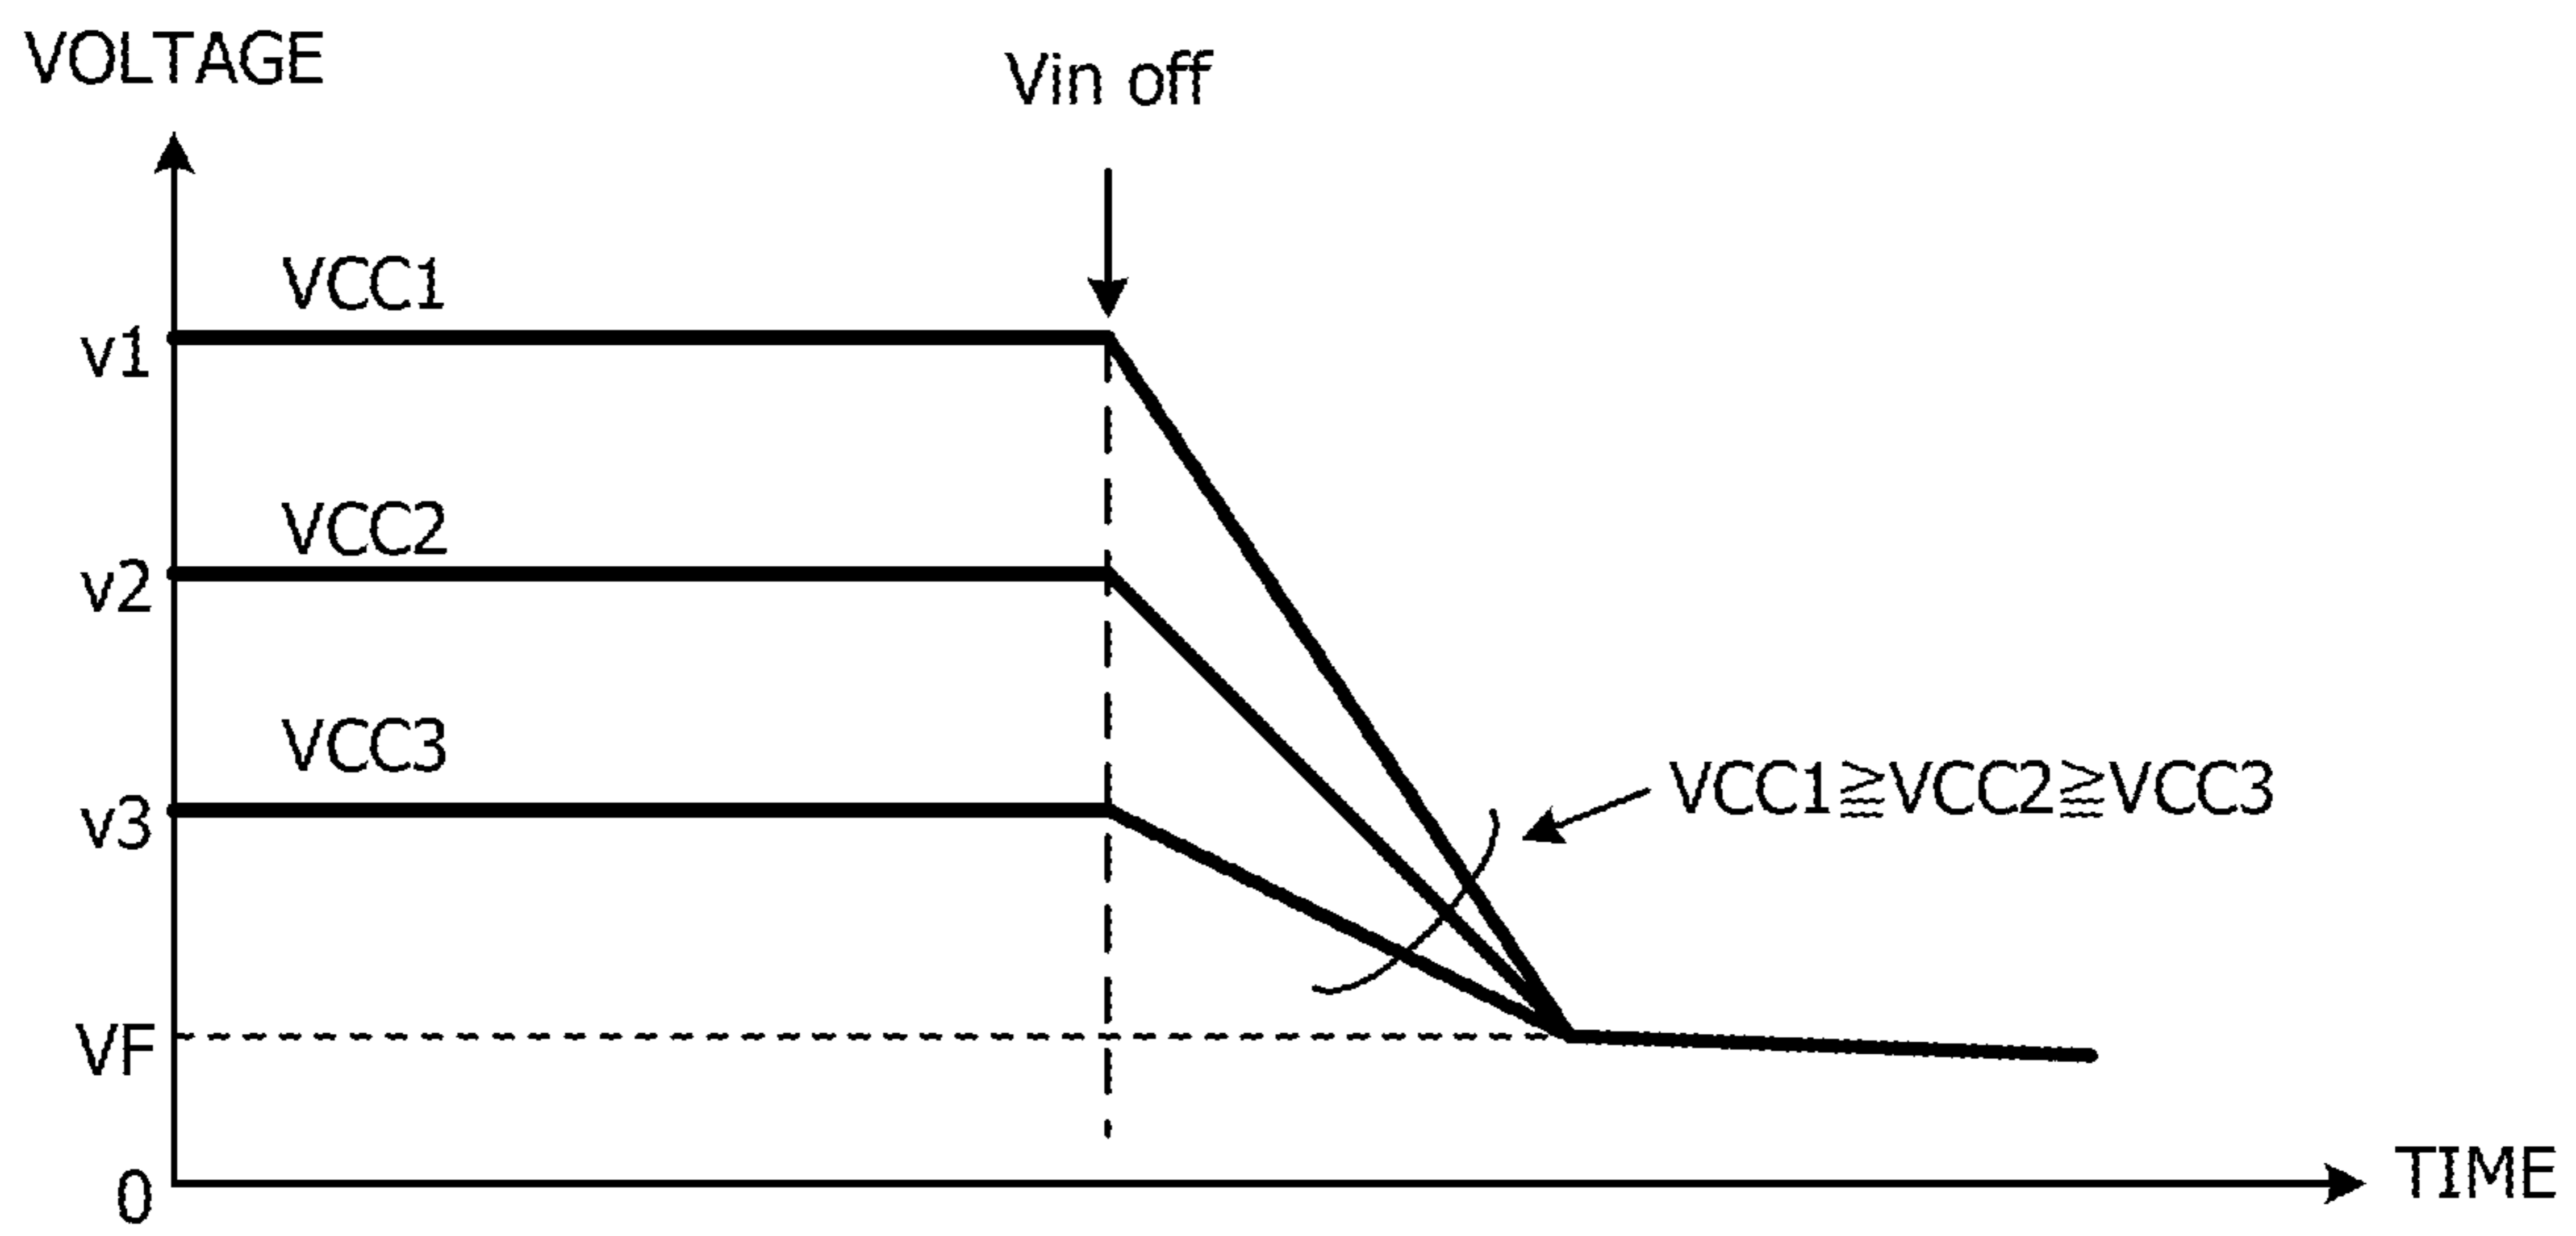 VOLTAGE
Vin off
VCC1
v1
VCC2
v2
VCC3
v3
VCC1≧VCC2≧VCC3
VF
0
TIME